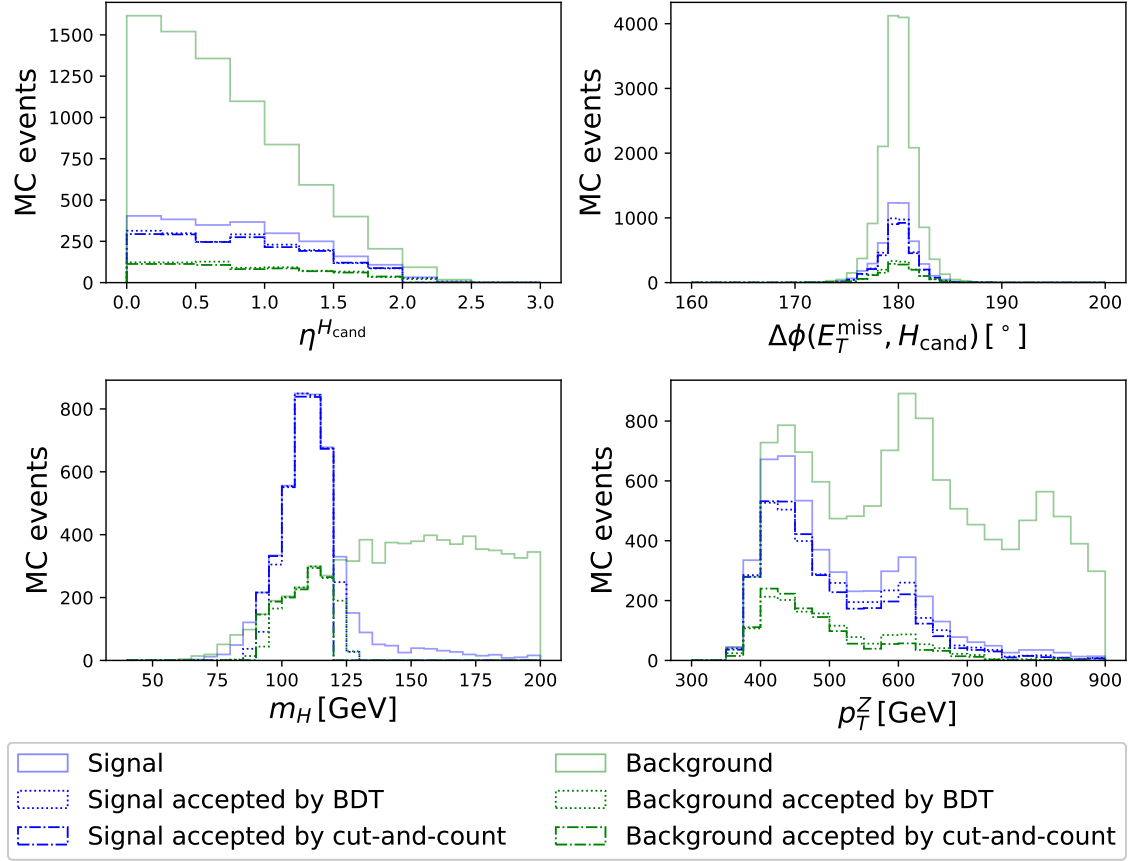 MC events
1500
1250
1000
750
500
250
0
0.0 0.5 1.0 1.5 2.0 2.5 3.0
η^{H_cand}
MC events
4000
3000
2000
1000
0
160 170 180 190 200
Δϕ(E_T^miss, H_cand) [°]
MC events
800
600
400
200
0
50 75 100 125 150 175 200
m_H [GeV]
MC events
800
600
400
200
0
300 400 500 600 700 800 900
p_T^Z [GeV]
Signal
Signal accepted by BDT
Signal accepted by cut-and-count
Background
Background accepted by BDT
Background accepted by cut-and-count